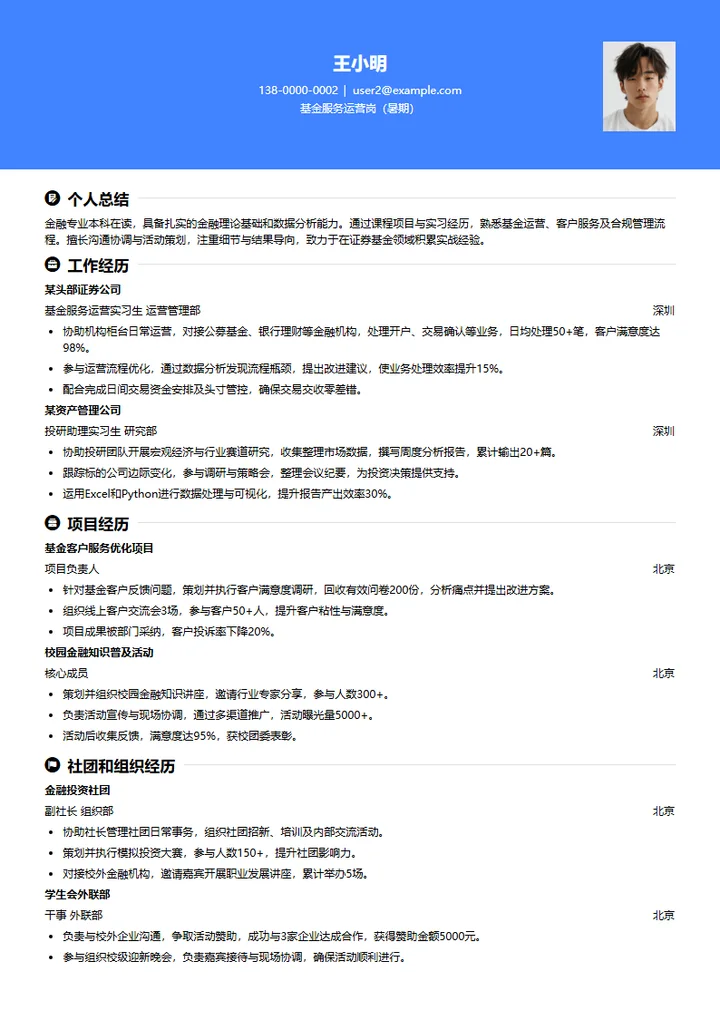 王小明
138-0000-0002 | user2@example.com
基金服务运营岗（暑期）
个人总结
金融专业本科在读，具备扎实的金融理论基础和数据分析能力。通过课程项目与实习经历，熟悉基金运营、客户服务及合规管理流
程。擅长沟通协调与活动策划，注重细节与结果导向，致力于在证券基金领域积累实战经验。
工作经历
某头部证券公司
基金服务运营实习生 运营管理部 深圳
• 协助机构柜台日常运营，对接公募基金、银行理财等金融机构，处理开户、交易确认等业务，日均处理50+笔，客户满意度达
98%。
• 参与运营流程优化，通过数据分析发现流程瓶颈，提出改进建议，使业务处理效率提升15%。
• 配合完成日间交易资金安排及头寸管控，确保交易交收零差错。
某资产管理公司
投研助理实习生 研究部 深圳
• 协助投研团队开展宏观经济与行业赛道研究，收集整理市场数据，撰写周度分析报告，累计输出20+篇。
• 跟踪标的公司边际变化，参与调研与策略会，整理会议纪要，为投资决策提供支持。
• 运用Excel和Python进行数据处理与可视化，提升报告产出效率30%。
项目经历
基金客户服务优化项目
项目负责人 北京
• 针对基金客户反馈问题，策划并执行客户满意度调研，回收有效问卷200份，分析痛点并提出改进方案。
• 组织线上客户交流会3场，参与客户50+人，提升客户粘性与满意度。
• 项目成果被部门采纳，客户投诉率下降20%。
校园金融知识普及活动
核心成员 北京
• 策划并组织校园金融知识讲座，邀请行业专家分享，参与人数300+。
• 负责活动宣传与现场协调，通过多渠道推广，活动曝光量5000+。
• 活动后收集反馈，满意度达95%，获校团委表彰。
社团和组织经历
金融投资社团
副社长 组织部 北京
• 协助社长管理社团日常事务，组织社团招新、培训及内部交流活动。
• 策划并执行模拟投资大赛，参与人数150+，提升社团影响力。
• 对接校外金融机构，邀请嘉宾开展职业发展讲座，累计举办5场。
学生会外联部
干事 外联部 北京
• 负责与校外企业沟通，争取活动赞助，成功与3家企业达成合作，获得赞助金额5000元。
• 参与组织校级迎新晚会，负责嘉宾接待与现场协调，确保活动顺利进行。